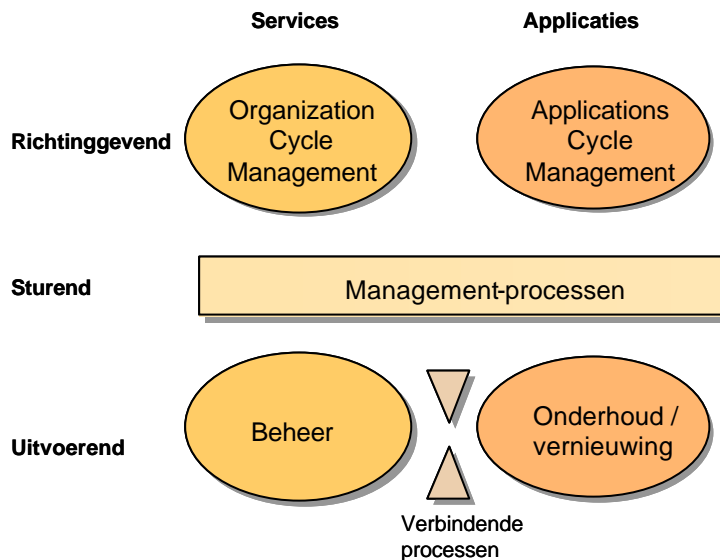 Services
Applicaties
Organization
Cycle
Management
Applications
Cycle
Management
Richtinggevend
Sturend
Management-processen
Uitvoerend
Beheer
Onderhoud /
vernieuwing
Verbindende
processen